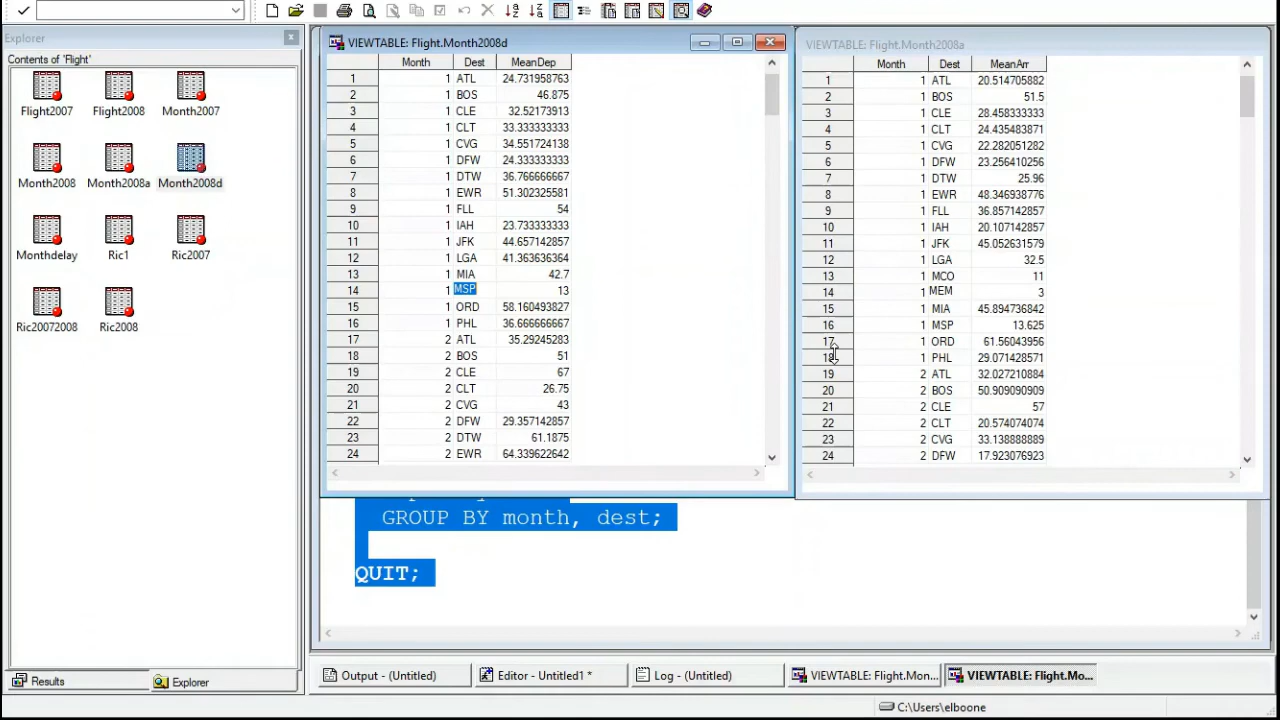 Explorer
Contents of 'Flight'
Flight2007 Flight2008 Month2007
Month2008 Month2008a Month2008d
Monthdelay Ric1 Ric2007
Ric20072008 Ric2008
Results Explorer
VIEWTABLE: Flight.Month2008d
Month Dest MeanDep
1 1 ATL 24.731958763
2 1 BOS 46.875
3 1 CLE 32.52173913
4 1 CLT 33.333333333
5 1 CVG 34.551724138
6 1 DFW 24.333333333
7 1 DTW 36.766666667
8 1 EWR 51.302325581
9 1 FLL 54
10 1 IAH 23.733333333
11 1 JFK 44.657142857
12 1 LGA 41.363636364
13 1 MIA 42.7
14 1 MSP 13
15 1 ORD 58.160493827
16 1 PHL 36.666666667
17 2 ATL 35.29245283
18 2 BOS 51
19 2 CLE 67
20 2 CLT 26.75
21 2 CVG 43
22 2 DFW 29.357142857
23 2 DTW 61.1875
24 2 EWR 64.339622642
VIEWTABLE: Flight.Month2008a
Month Dest MeanArr
1 1 ATL 20.514705882
2 1 BOS 51.5
3 1 CLE 28.458333333
4 1 CLT 24.435483871
5 1 CVG 22.282051282
6 1 DFW 23.256410256
7 1 DTW 25.96
8 1 EWR 48.346938776
9 1 FLL 36.857142857
10 1 IAH 20.107142857
11 1 JFK 45.052631579
12 1 LGA 32.5
13 1 MCO 11
14 1 MEM 3
15 1 MIA 45.894736842
16 1 MSP 13.625
17 1 ORD 61.56043956
18 1 PHL 29.071428571
19 2 ATL 32.027210884
20 2 BOS 50.909090909
21 2 CLE 57
22 2 CLT 20.574074074
23 2 CVG 33.138888889
24 2 DFW 17.923076923
GROUP BY month, dest;
QUIT;
Output - (Untitled) Editor - Untitled1 * Log - (Untitled) VIEWTABLE: Flight.Mon... VIEWTABLE: Flight.Mo...
C:\Users\elboone